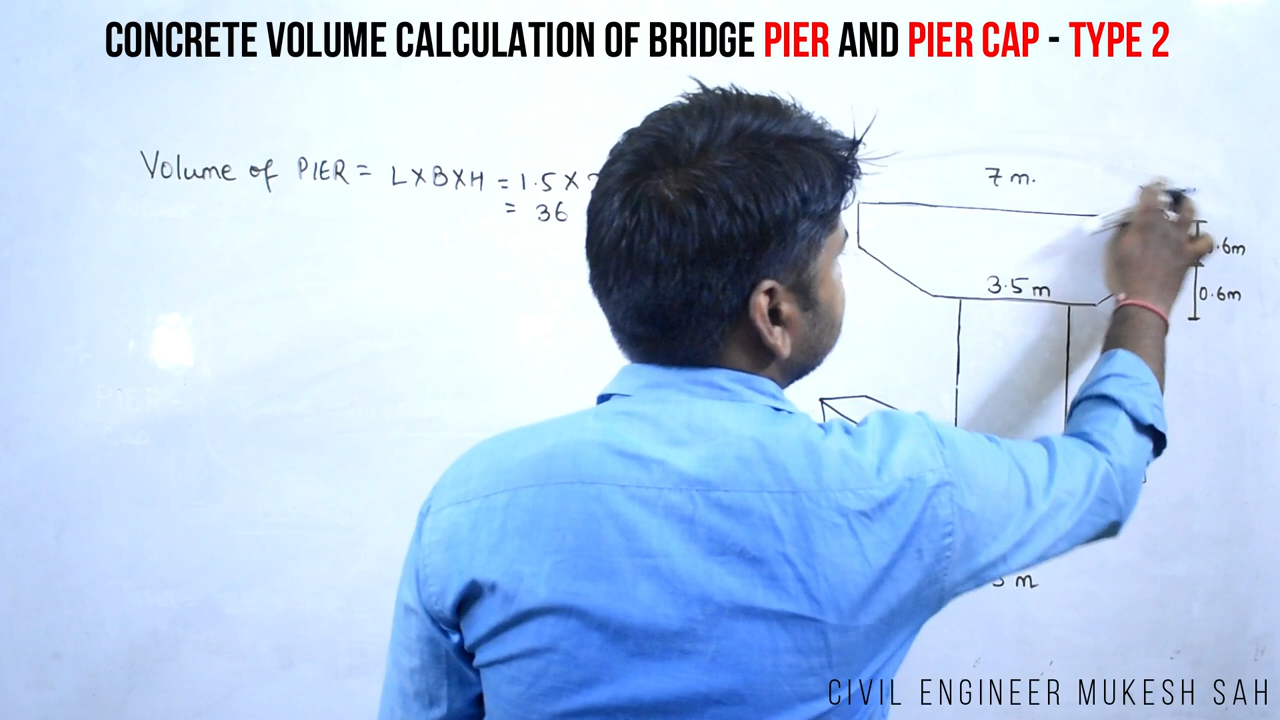 CONCRETE VOLUME CALCULATION OF BRIDGE PIER AND PIER CAP - TYPE 2
Volume of PIER = L X B X H = 1.5 X
= 36
7 m.
.6m
3.5 m
0.6m
m
CIVIL ENGINEER MUKESH SAH